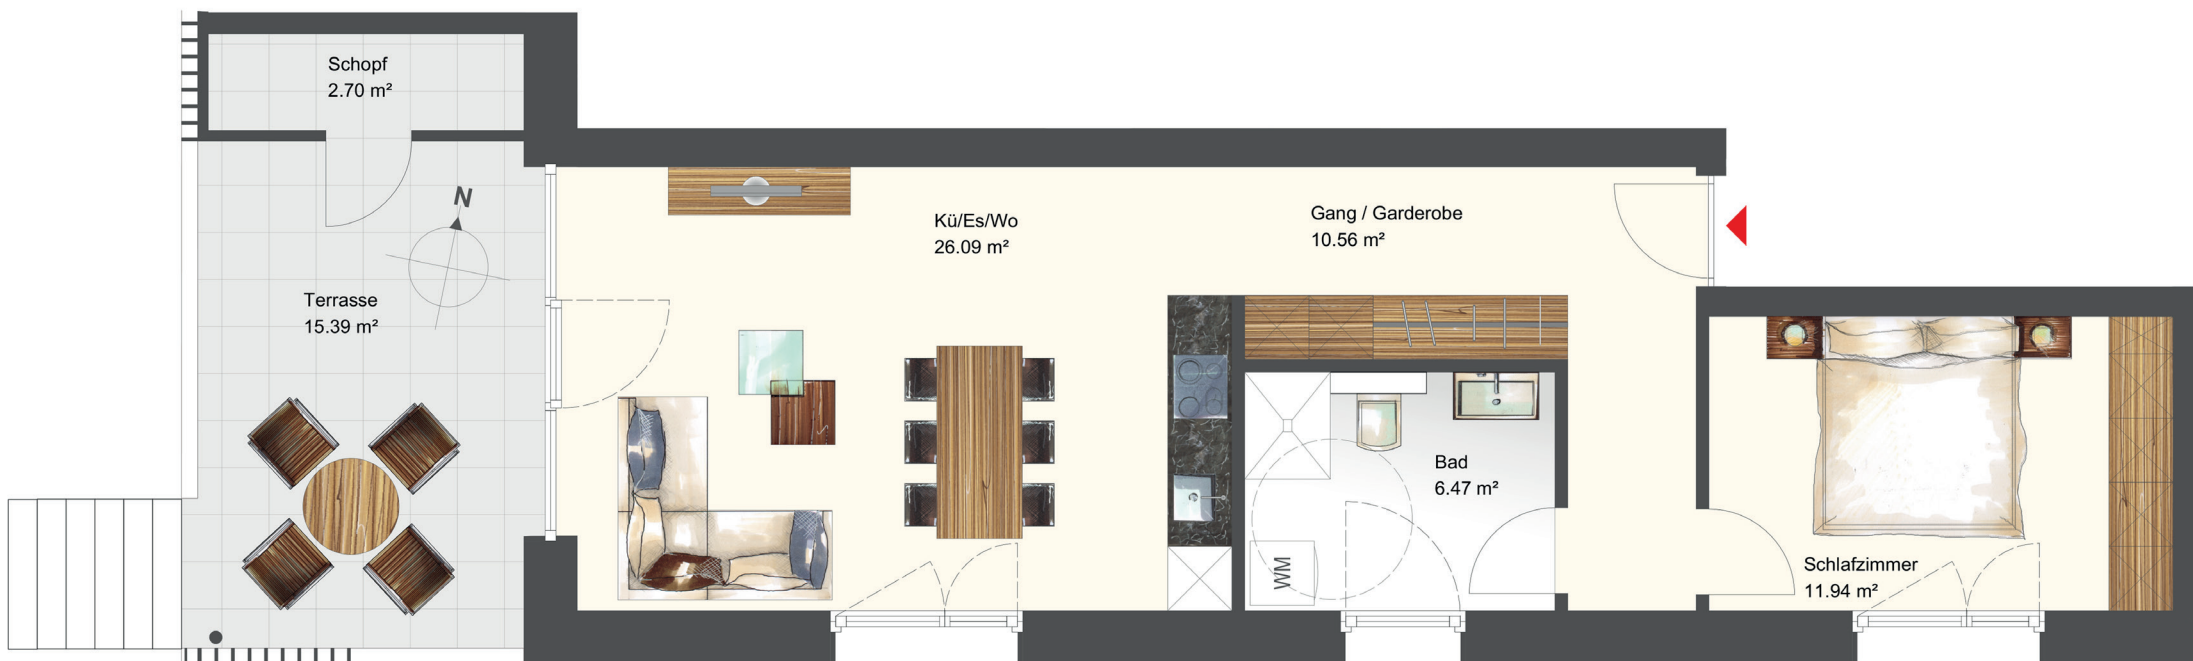 Schopf
2.70 m²
N
Terrasse
15.39 m²
Kü/Es/Wo
26.09 m²
Gang / Garderobe
10.56 m²
Bad
6.47 m²
WM
Schlafzimmer
11.94 m²